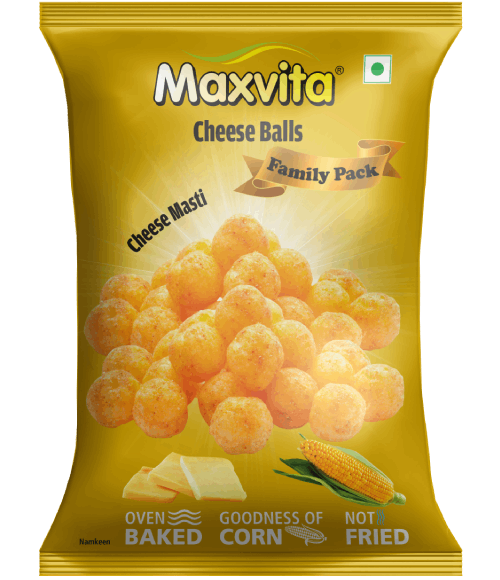 Maxvita®
Cheese Balls
Family Pack
Cheese Masti
OVEN BAKED
GOODNESS OF CORN
NOT FRIED
Namkeen